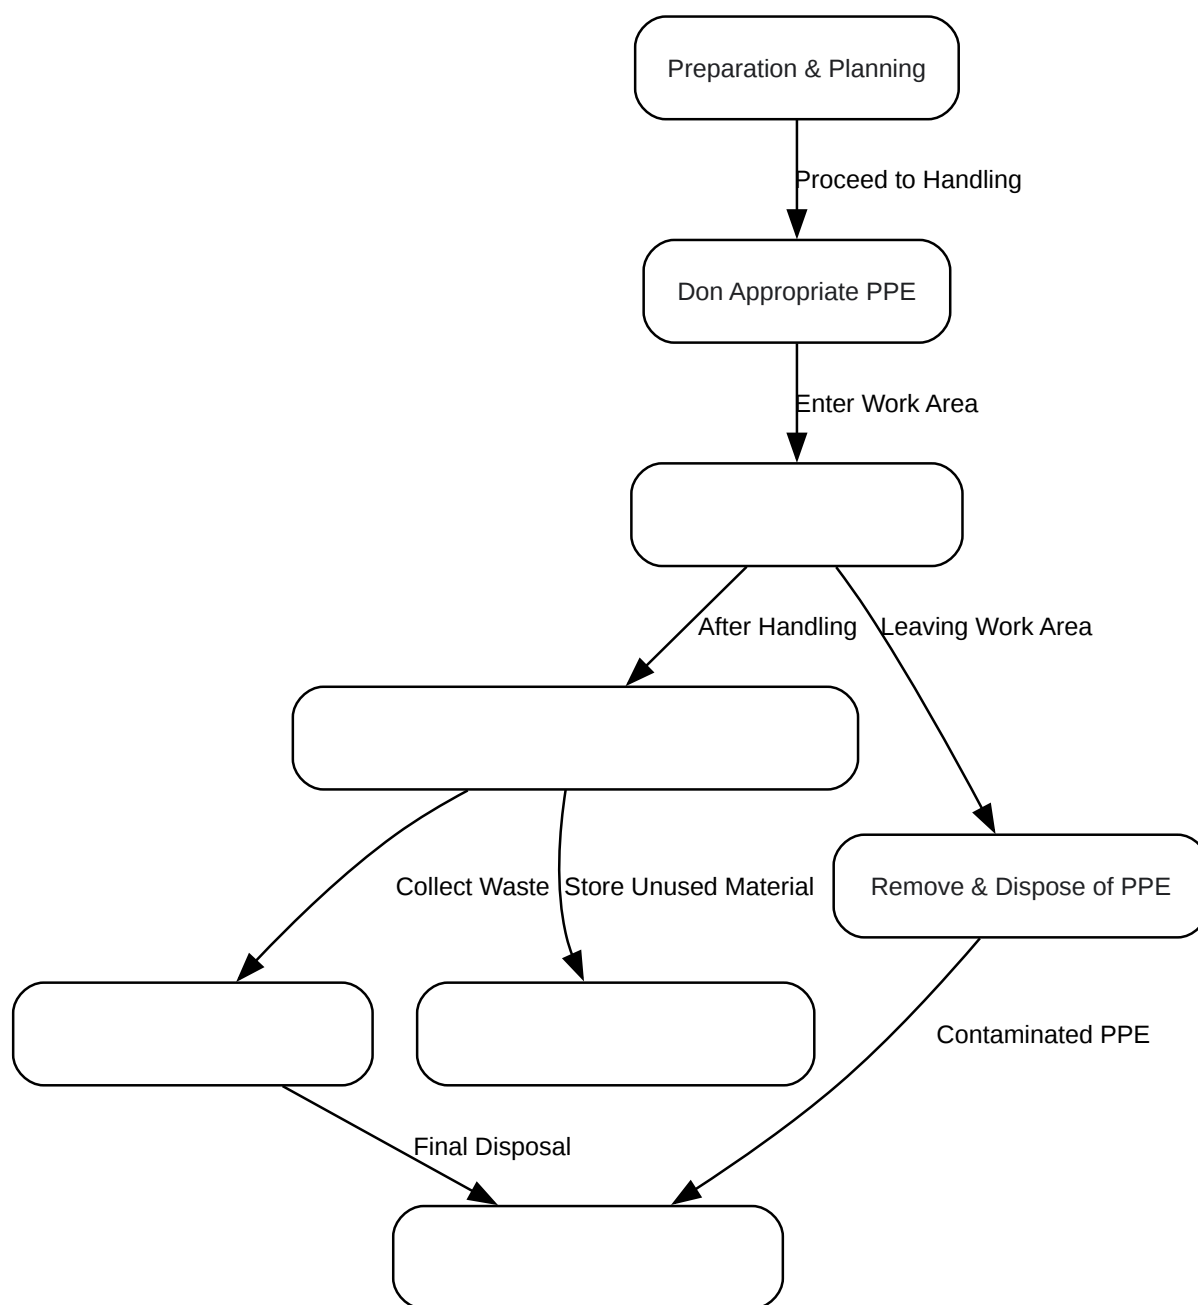 Preparation & Planning
Proceed to Handling
Don Appropriate PPE
Enter Work Area
After Handling
Leaving Work Area
Collect Waste
Store Unused Material
Remove & Dispose of PPE
Contaminated PPE
Final Disposal